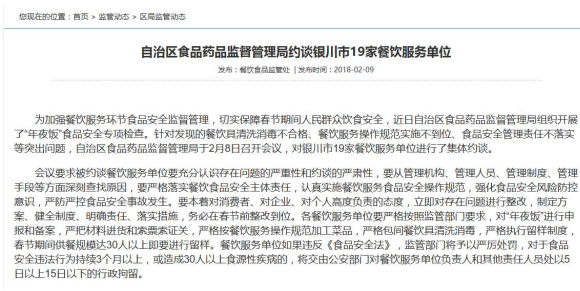 您现在的位置：首页 > 监管动态 > 区局监管动态
自治区食品药品监督管理局约谈银川市19家餐饮服务单位
发布：餐饮食品监管处 | 发布时间：2018-02-09
为加强餐饮服务环节食品安全监督管理，切实保障春节期间人民群众饮食安全，近日自治区食品药品监督管理局组织开展
了“年夜饭”食品安全专项检查。针对发现的餐饮具清洗消毒不合格、餐饮服务操作规范实施不到位、食品安全管理责任不落实
等突出问题，自治区食品药品监督管理局于2月8日召开会议，对银川市19家餐饮服务单位进行了集体约谈。
会议要求被约谈餐饮服务单位要充分认识存在问题的严重性和约谈的严肃性，要从管理机构、管理人员、管理制度、管理
手段等方面深刻查找原因，要严格落实餐饮食品安全主体责任，认真实施餐饮服务食品安全操作规范，强化食品安全风险防控
意识，严防严控食品安全事故发生。要本着对消费者、对企业、对个人高度负责的态度，立即对存在问题进行整改，制定方
案、健全制度、明确责任、落实措施，务必在春节前整改到位。各餐饮服务单位要严格按照监管部门要求，对“年夜饭”进行申
报和备案，严把材料进货和索票索证关，严格按餐饮服务操作规范加工菜品，严格包间餐饮具清洗消毒，严格执行留样制度，
春节期间供餐规模达30人以上即要进行留样。餐饮服务单位如果违反《食品安全法》，监管部门将予以严厉处罚，对于食品
安全违法行为持续3个月以上，或造成30人以上食源性疾病的，将交由公安部门对餐饮服务单位负责人和其他责任人员处以5
日以上15日以下的行政拘留。